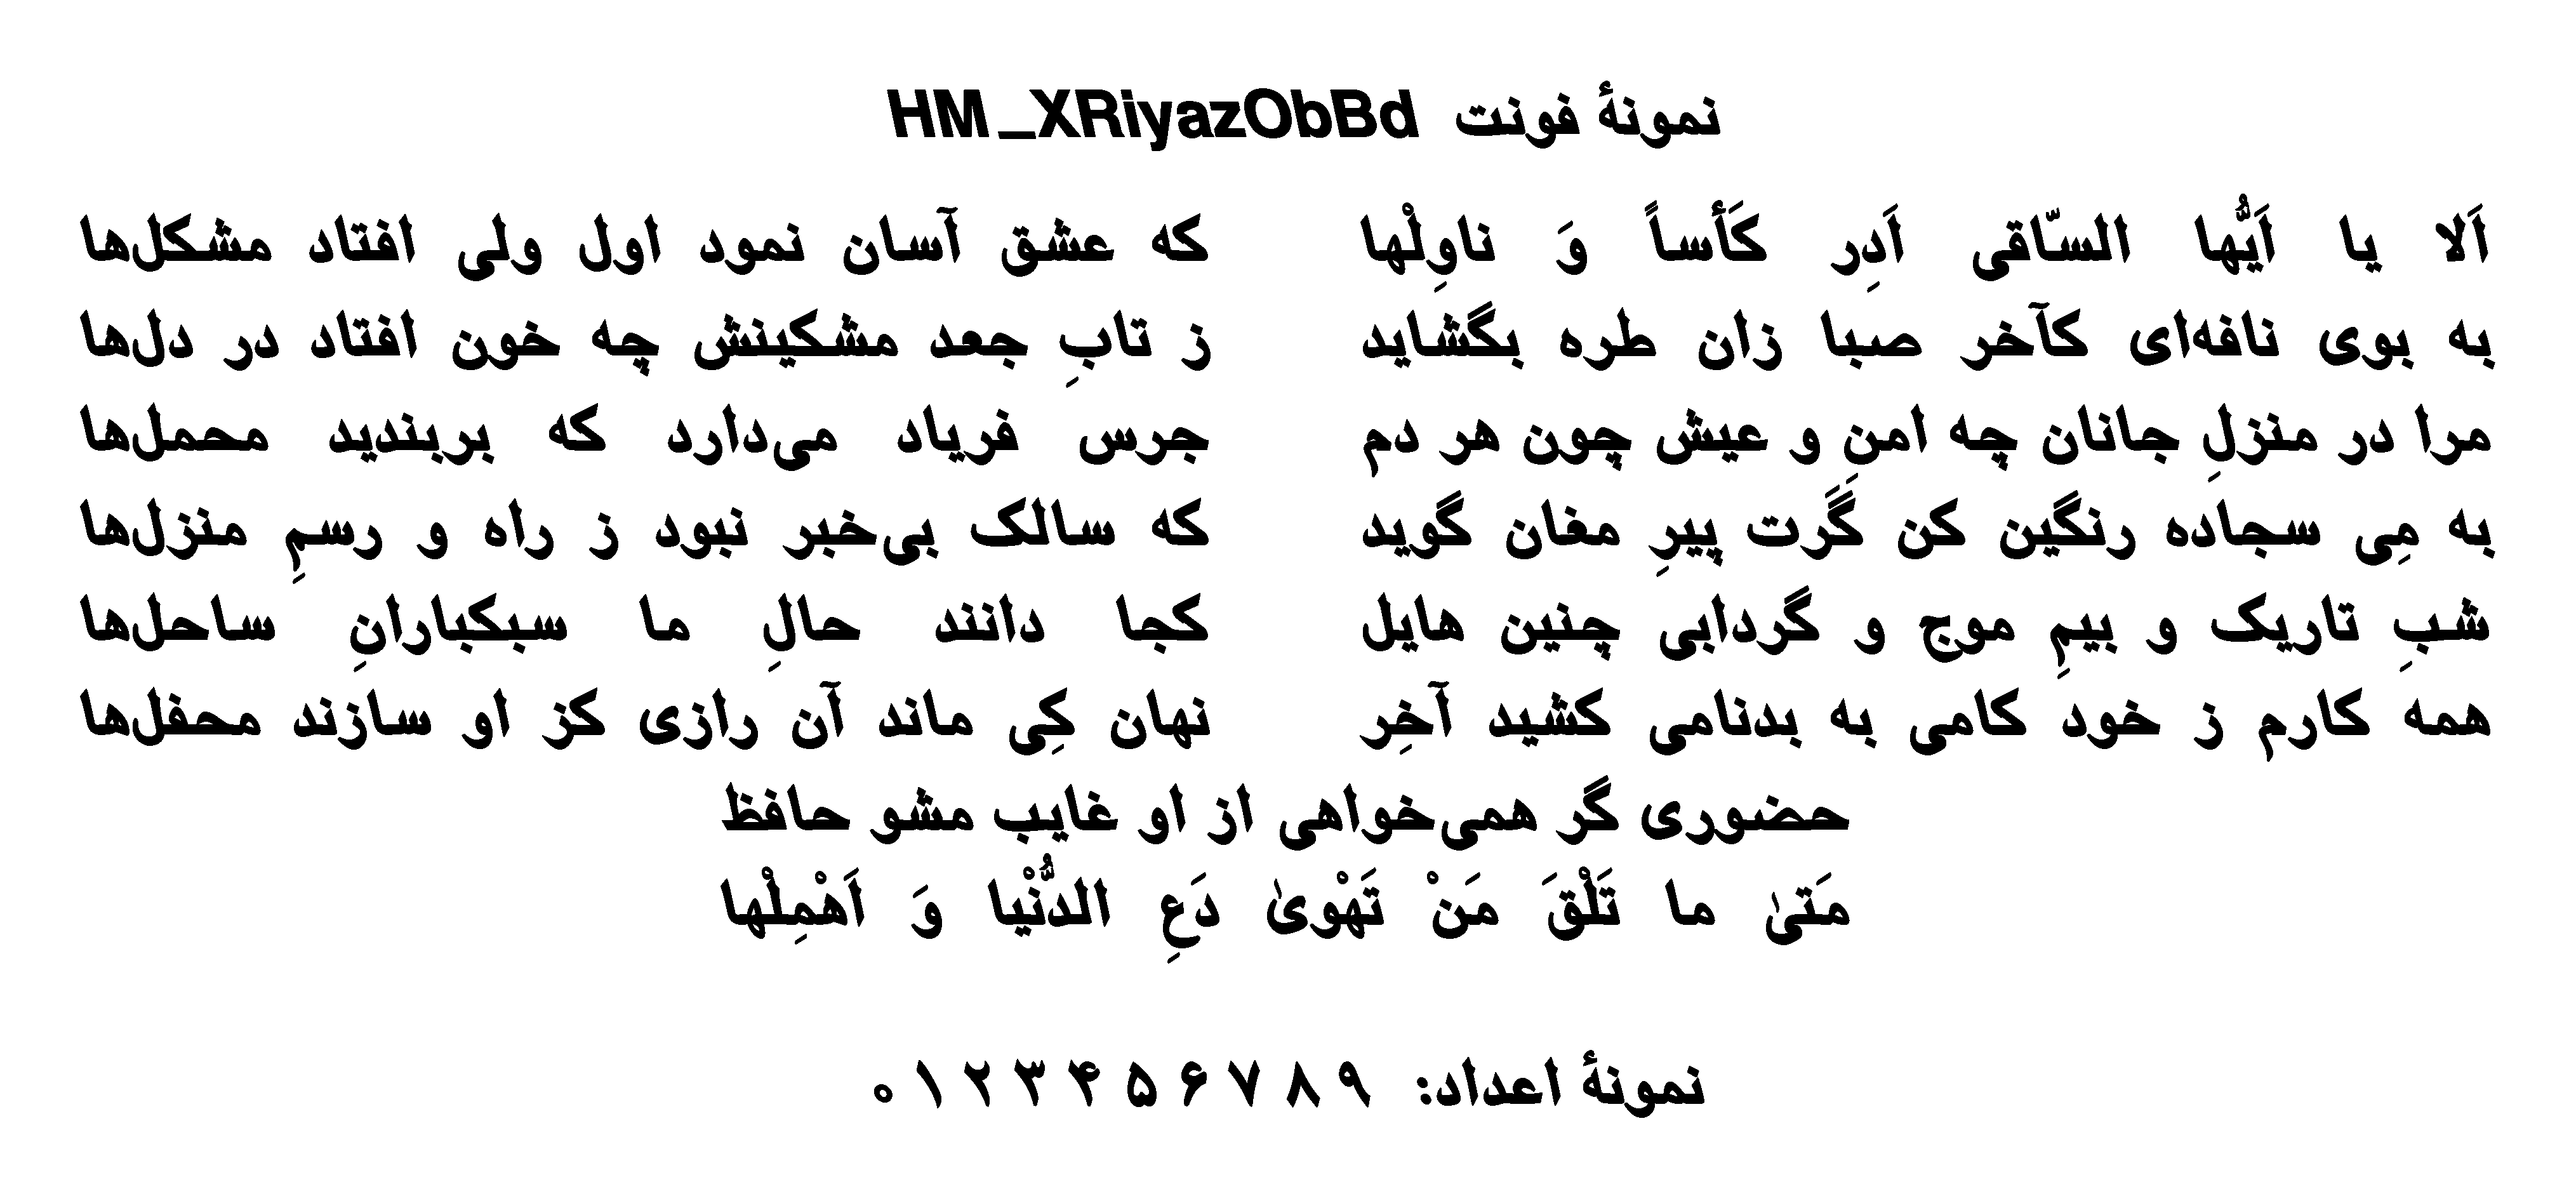 نمونهٔ فونت HM_XRiyazObBd
اَلا یا اَیُّها السّاقی اَدِر کَأساً وَ ناوِلْها که عشق آسان نمود اول ولی افتاد مشکل‌ها
به بوی نافه‌ای کآخر صبا زان طره بگشاید ز تابِ جعد مشکینش چه خون افتاد در دل‌ها
مرا در منزلِ جانان چه امنِ و عیش چون هر دم جرس فریاد می‌دارد که بربندید محمل‌ها
به مِی سجاده رنگین کن گَرَت پیرِ مغان گوید که سالک بی‌خبر نبود ز راه و رسمِ منزل‌ها
شبِ تاریک و بیمِ موج و گردابی چنین هایل کجا دانند حالِ ما سبکبارانِ ساحل‌ها
همه کارم ز خود کامی به بدنامی کشید آخِر نهان کِی ماند آن رازی کز او سازند محفل‌ها
حضوری گر همی‌خواهی از او غایب مشو حافظ
مَتیٰ ما تَلْقَ مَنْ تَهْویٰ دَعِ الدُّنْیا وَ اَهْمِلْها
نمونهٔ اعداد: ۹ ۸ ۷ ۶ ۵ ۴ ۳ ۲ ۱ ۰